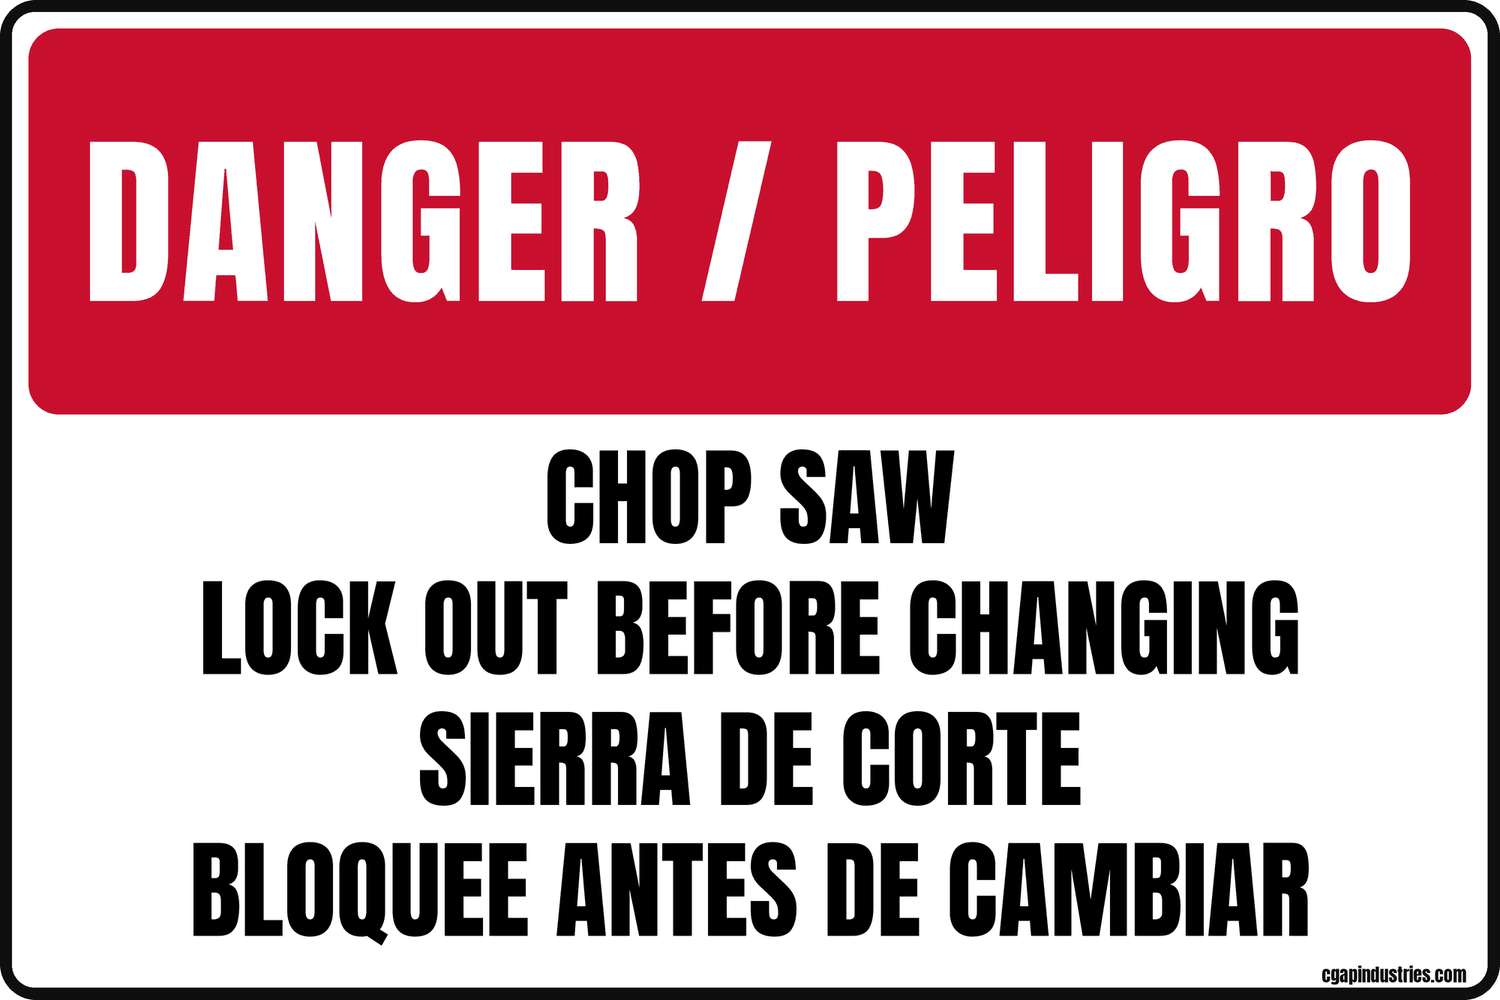 DANGER / PELIGRO
CHOP SAW
LOCK OUT BEFORE CHANGING
SIERRA DE CORTE
BLOQUEE ANTES DE CAMBIAR
cgapindustries.com